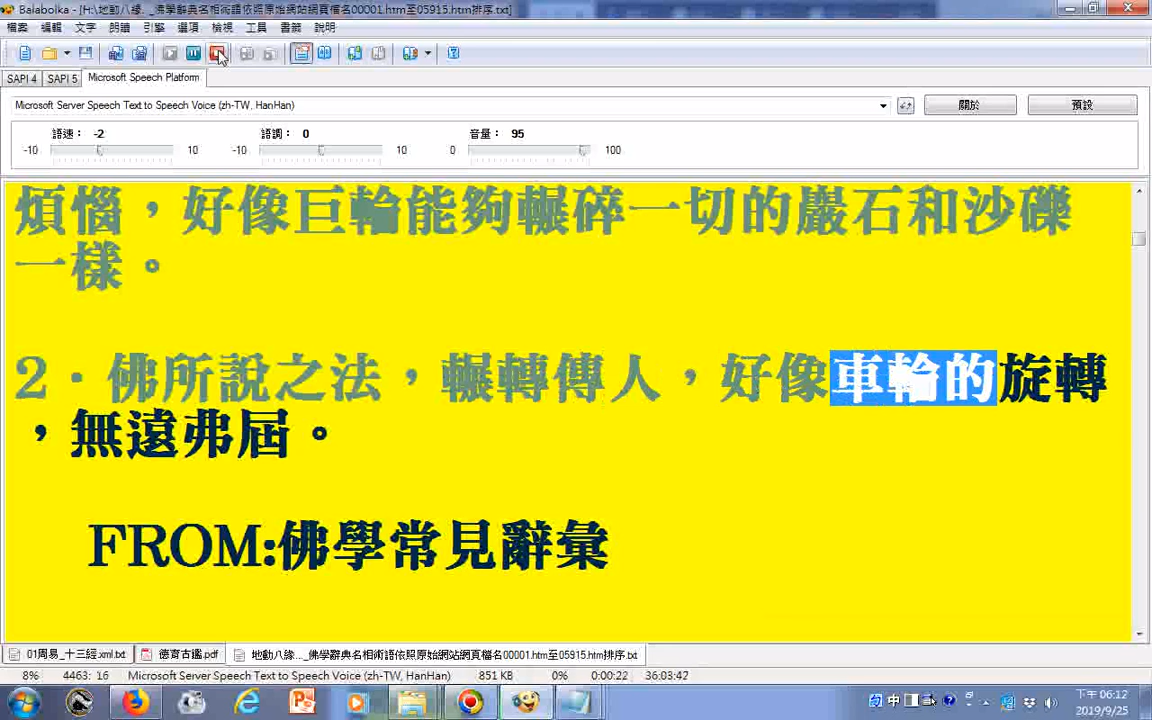 Balabolka - [H:\地動八緣..._佛學辭典名相術語依照原始網站網頁檔名00001.htm至05915.htm排序.txt]
檔案 編輯 文字 朗讀 引擎 選項 檢視 工具 書籤 說明
SAPI 4 SAPI 5 Microsoft Speech Platform
Microsoft Server Speech Text to Speech Voice (zh-TW, HanHan) 關於 預設
語速： -2 語調： 0 音量： 95
-10 10 -10 10 0 100
煩惱，好像巨輪能夠輾碎一切的巖石和沙礫
一樣。
2．佛所說之法，輾轉傳人，好像車輪的旋轉
，無遠弗屆。
FROM:佛學常見辭彙
01周易_十三經.xml.txt 德育古鑑.pdf 地動八緣..._佛學辭典名相術語依照原始網站網頁檔名00001.htm至05915.htm排序.txt
8% 4463: 16 Microsoft Server Speech Text to Speech Voice (zh-TW, HanHan) 851 KB 0% 0:00:22 36:03:42
中 下午 06:12
2019/9/25